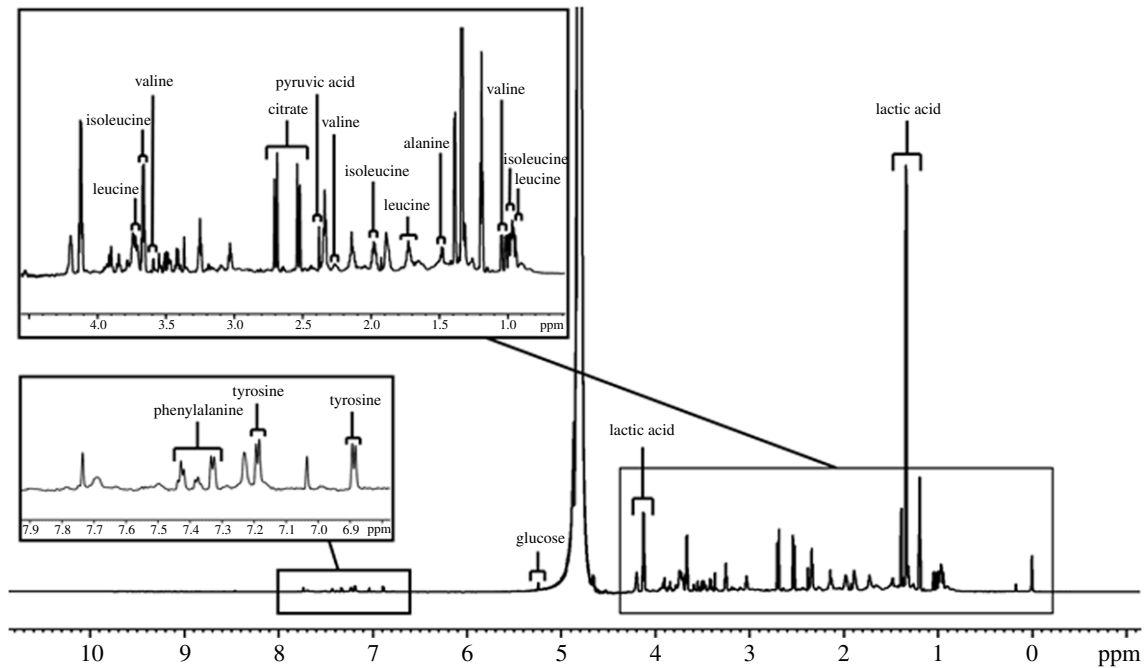 valine
pyruvic acid
valine
lactic acid
citrate
isoleucine
valine
alanine
isoleucine
isoleucine
leucine
leucine
leucine
4.0 3.5 3.0 2.5 2.0 1.5 1.0 ppm
tyrosine
tyrosine
phenylalanine
lactic acid
7.9 7.7 7.6 7.5 7.4 7.3 7.2 7.1 7.0 6.9 ppm
glucose
10 9 8 7 6 5 4 3 2 1 0 ppm